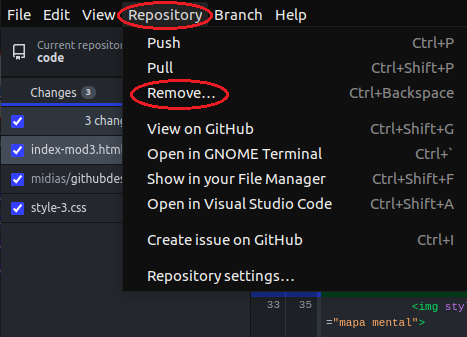 File Edit View Repository Branch Help
Current reposito
code
Changes 3
3 chang
index-mod3.html
midias/githubdes
style-3.css
Push Ctrl+P
Pull Ctrl+Shift+P
Remove... Ctrl+Backspace
View on GitHub Ctrl+Shift+G
Open in GNOME Terminal Ctrl+`
Show in your File Manager Ctrl+Shift+F
Open in Visual Studio Code Ctrl+Shift+A
Create issue on GitHub Ctrl+I
Repository settings...
33 35 <img sty
="mapa mental">